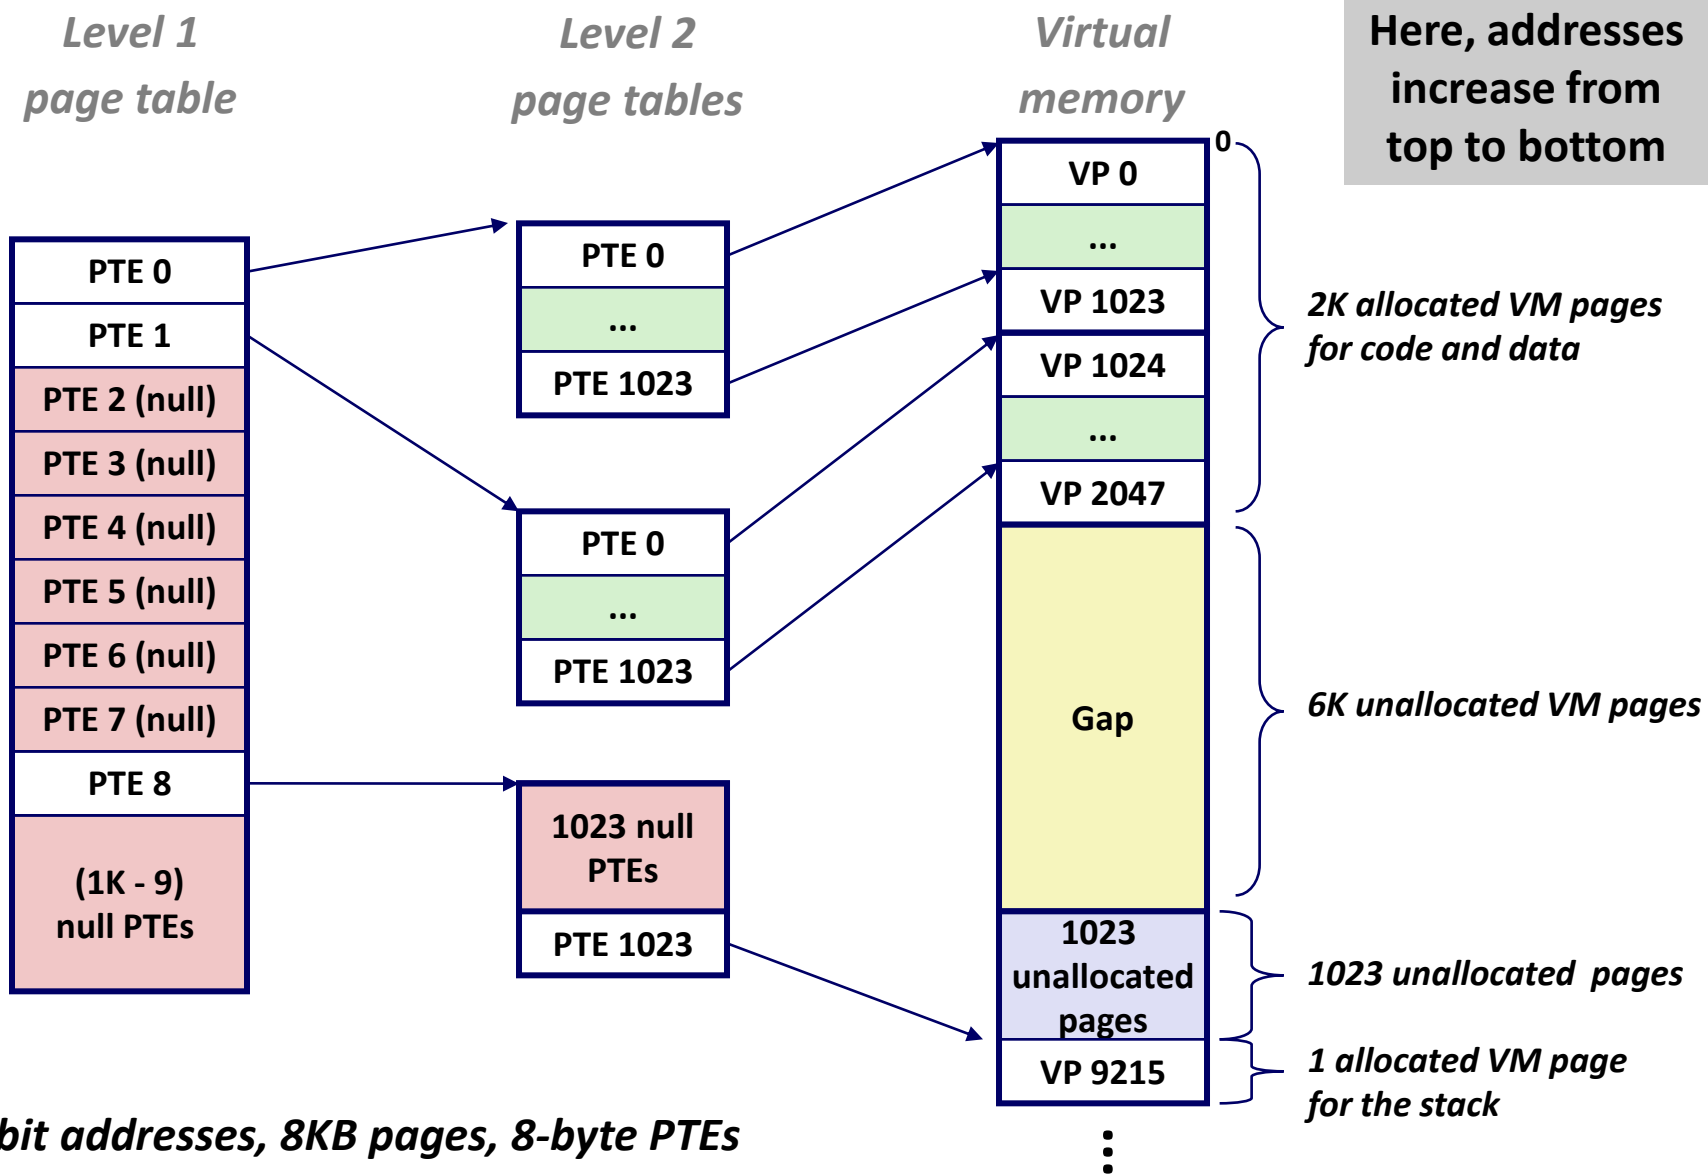 Level 1
page table
Level 2
page tables
Virtual
memory
Here, addresses
increase from
top to bottom
PTE 0
PTE 1
PTE 2 (null)
PTE 3 (null)
PTE 4 (null)
PTE 5 (null)
PTE 6 (null)
PTE 7 (null)
PTE 8
(1K - 9)
null PTEs
PTE 0
...
PTE 1023
PTE 0
...
PTE 1023
1023 null
PTEs
PTE 1023
0
VP 0
...
VP 1023
VP 1024
...
VP 2047
Gap
1023
unallocated
pages
VP 9215
2K allocated VM pages
for code and data
6K unallocated VM pages
1023 unallocated pages
1 allocated VM page
for the stack
bit addresses, 8KB pages, 8-byte PTEs